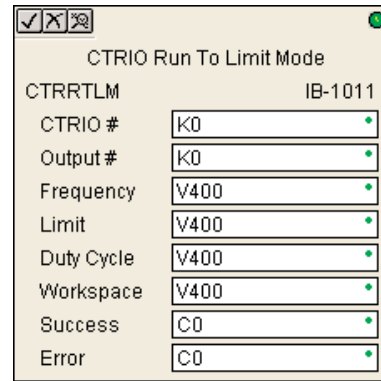 CTRIO Run To Limit Mode
CTRRTLM IB-1011
CTRIO # K0
Output # K0
Frequency V400
Limit V400
Duty Cycle V400
Workspace V400
Success C0
Error C0